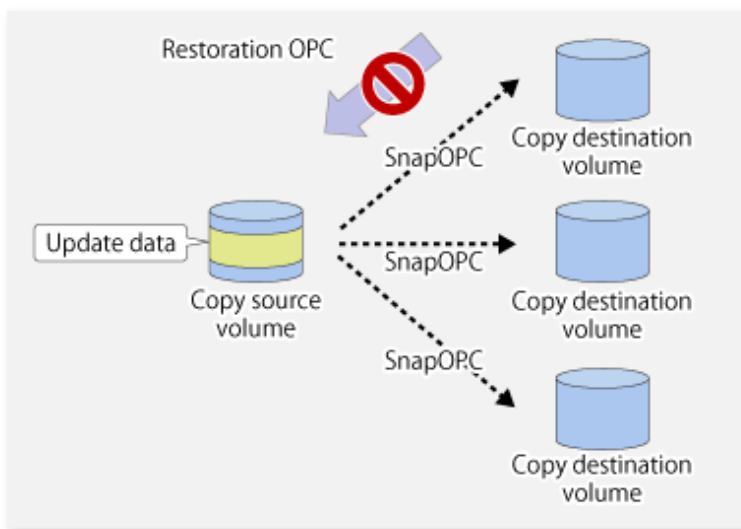 Restoration OPC
SnapOPC
Copy destination
volume
Update data
Copy source
volume
SnapOPC
Copy destination
volume
SnapOPC
Copy destination
volume